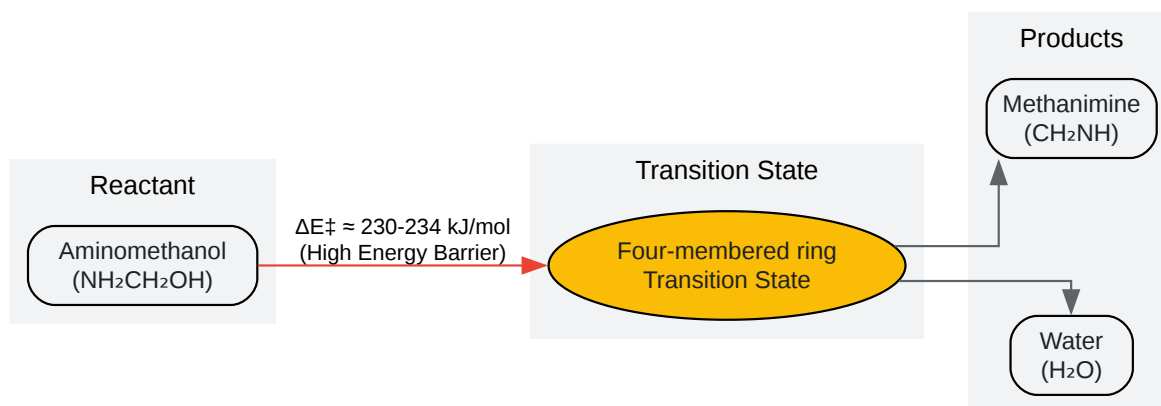 Reactant
Aminomethanol
(NH₂CH₂OH)
ΔE‡ ≈ 230-234 kJ/mol
(High Energy Barrier)
Transition State
Four-membered ring
Transition State
Products
Methanimine
(CH₂NH)
Water
(H₂O)